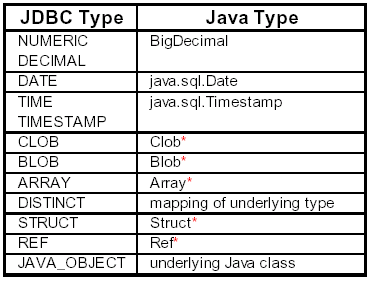 JDBC Type Java Type
NUMERIC BigDecimal
DECIMAL
DATE java.sql.Date
TIME java.sql.Timestamp
TIMESTAMP
CLOB Clob*
BLOB Blob*
ARRAY Array*
DISTINCT mapping of underlying type
STRUCT Struct*
REF Ref*
JAVA_OBJECT underlying Java class